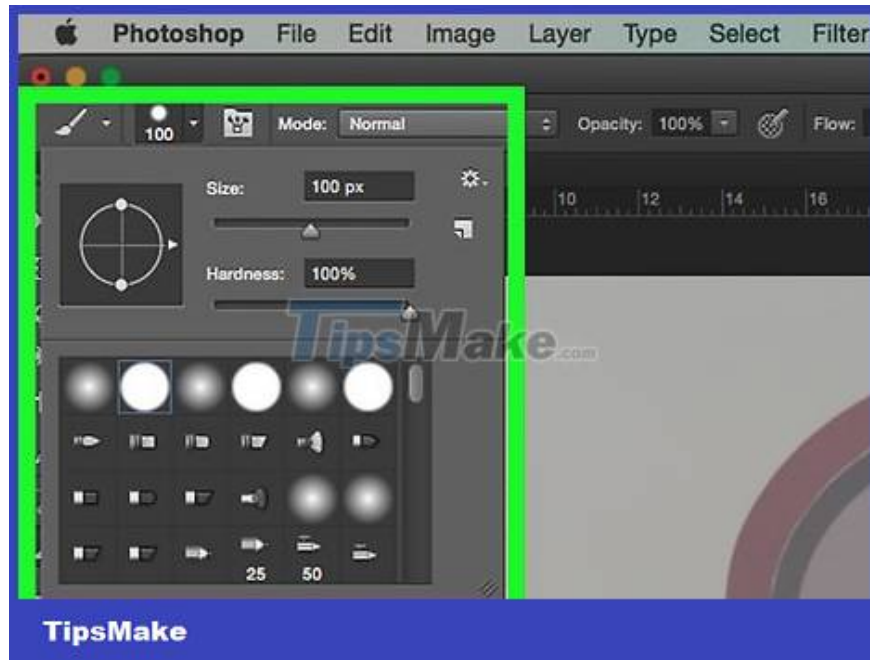 Photoshop File Edit Image Layer Type Select Filter
100 Mode: Normal Opacity: 100% Flow:
Size: 100 px
10 12 14 16
Hardness: 100%
TipsMake.com
25 50
TipsMake